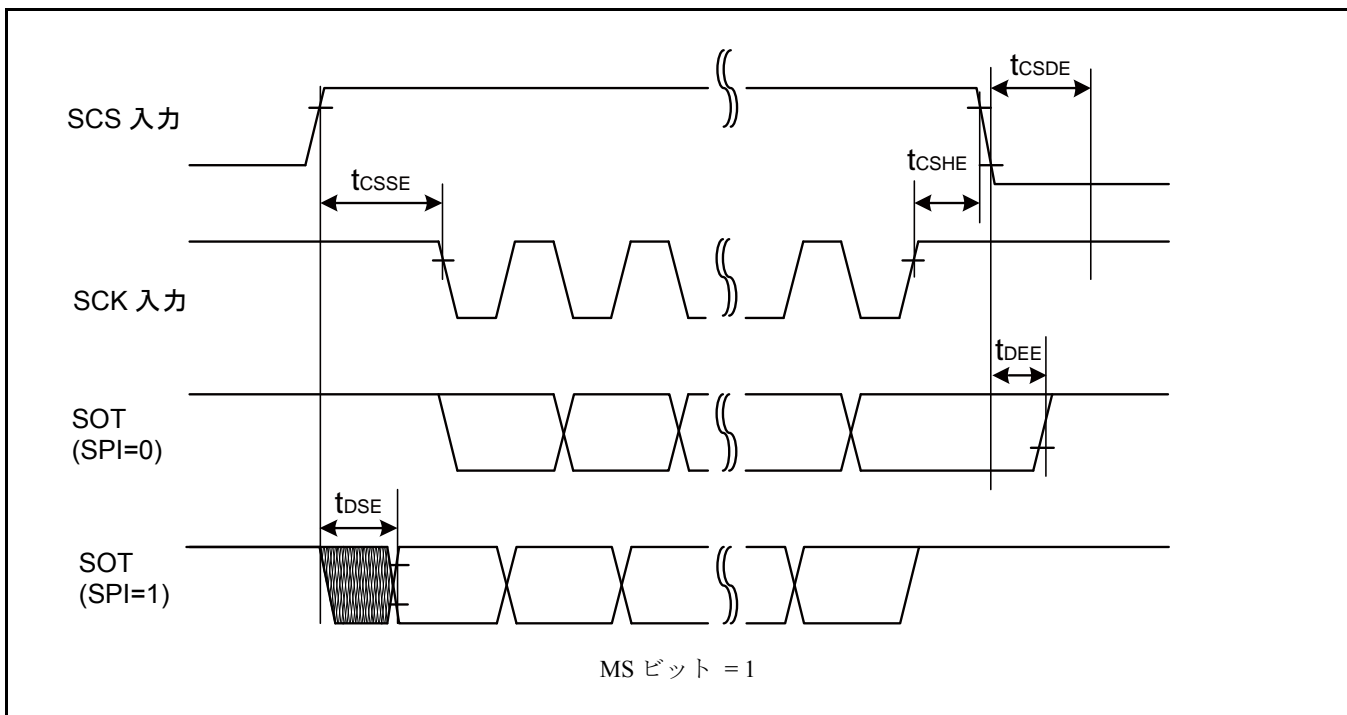 tCSDE
SCS 入力
tCSHE
tCSSE
SCK 入力
tDEE
SOT
(SPI=0)
tDSE
SOT
(SPI=1)
MS ビット = 1